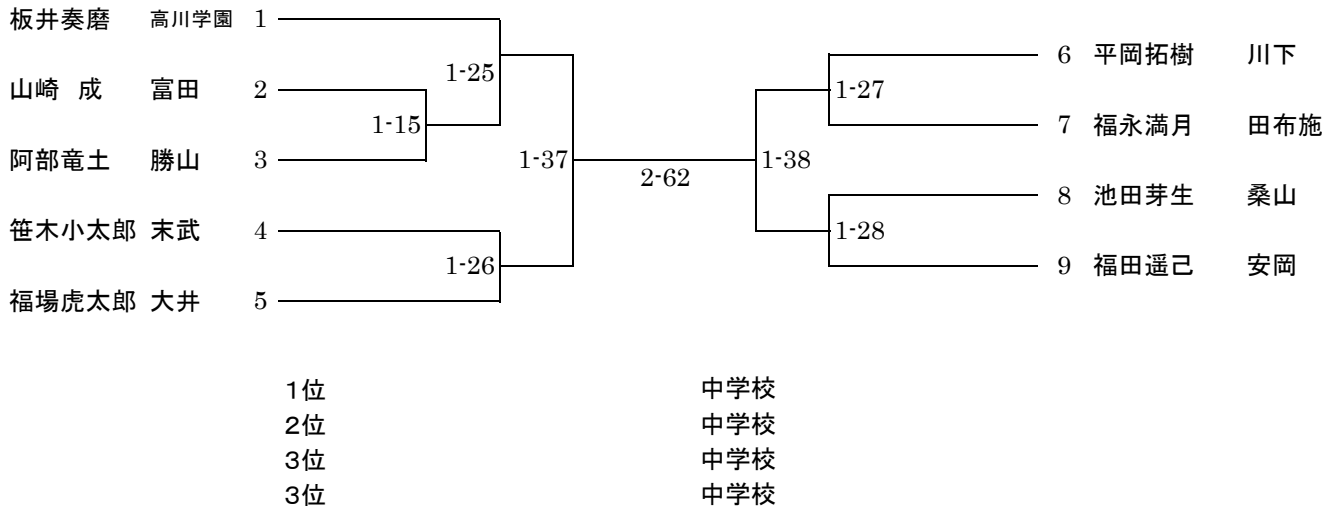 板井奏磨 高川学園 1
山崎 成 富田 2
阿部竜土 勝山 3
笹木小太郎 末武 4
福場虎太郎 大井 5
1-25
1-15
1-37
1-26
2-62
1-27
1-38
1-28
6 平岡拓樹 川下
7 福永満月 田布施
8 池田芽生 桑山
9 福田遥己 安岡
1位 中学校
2位 中学校
3位 中学校
3位 中学校